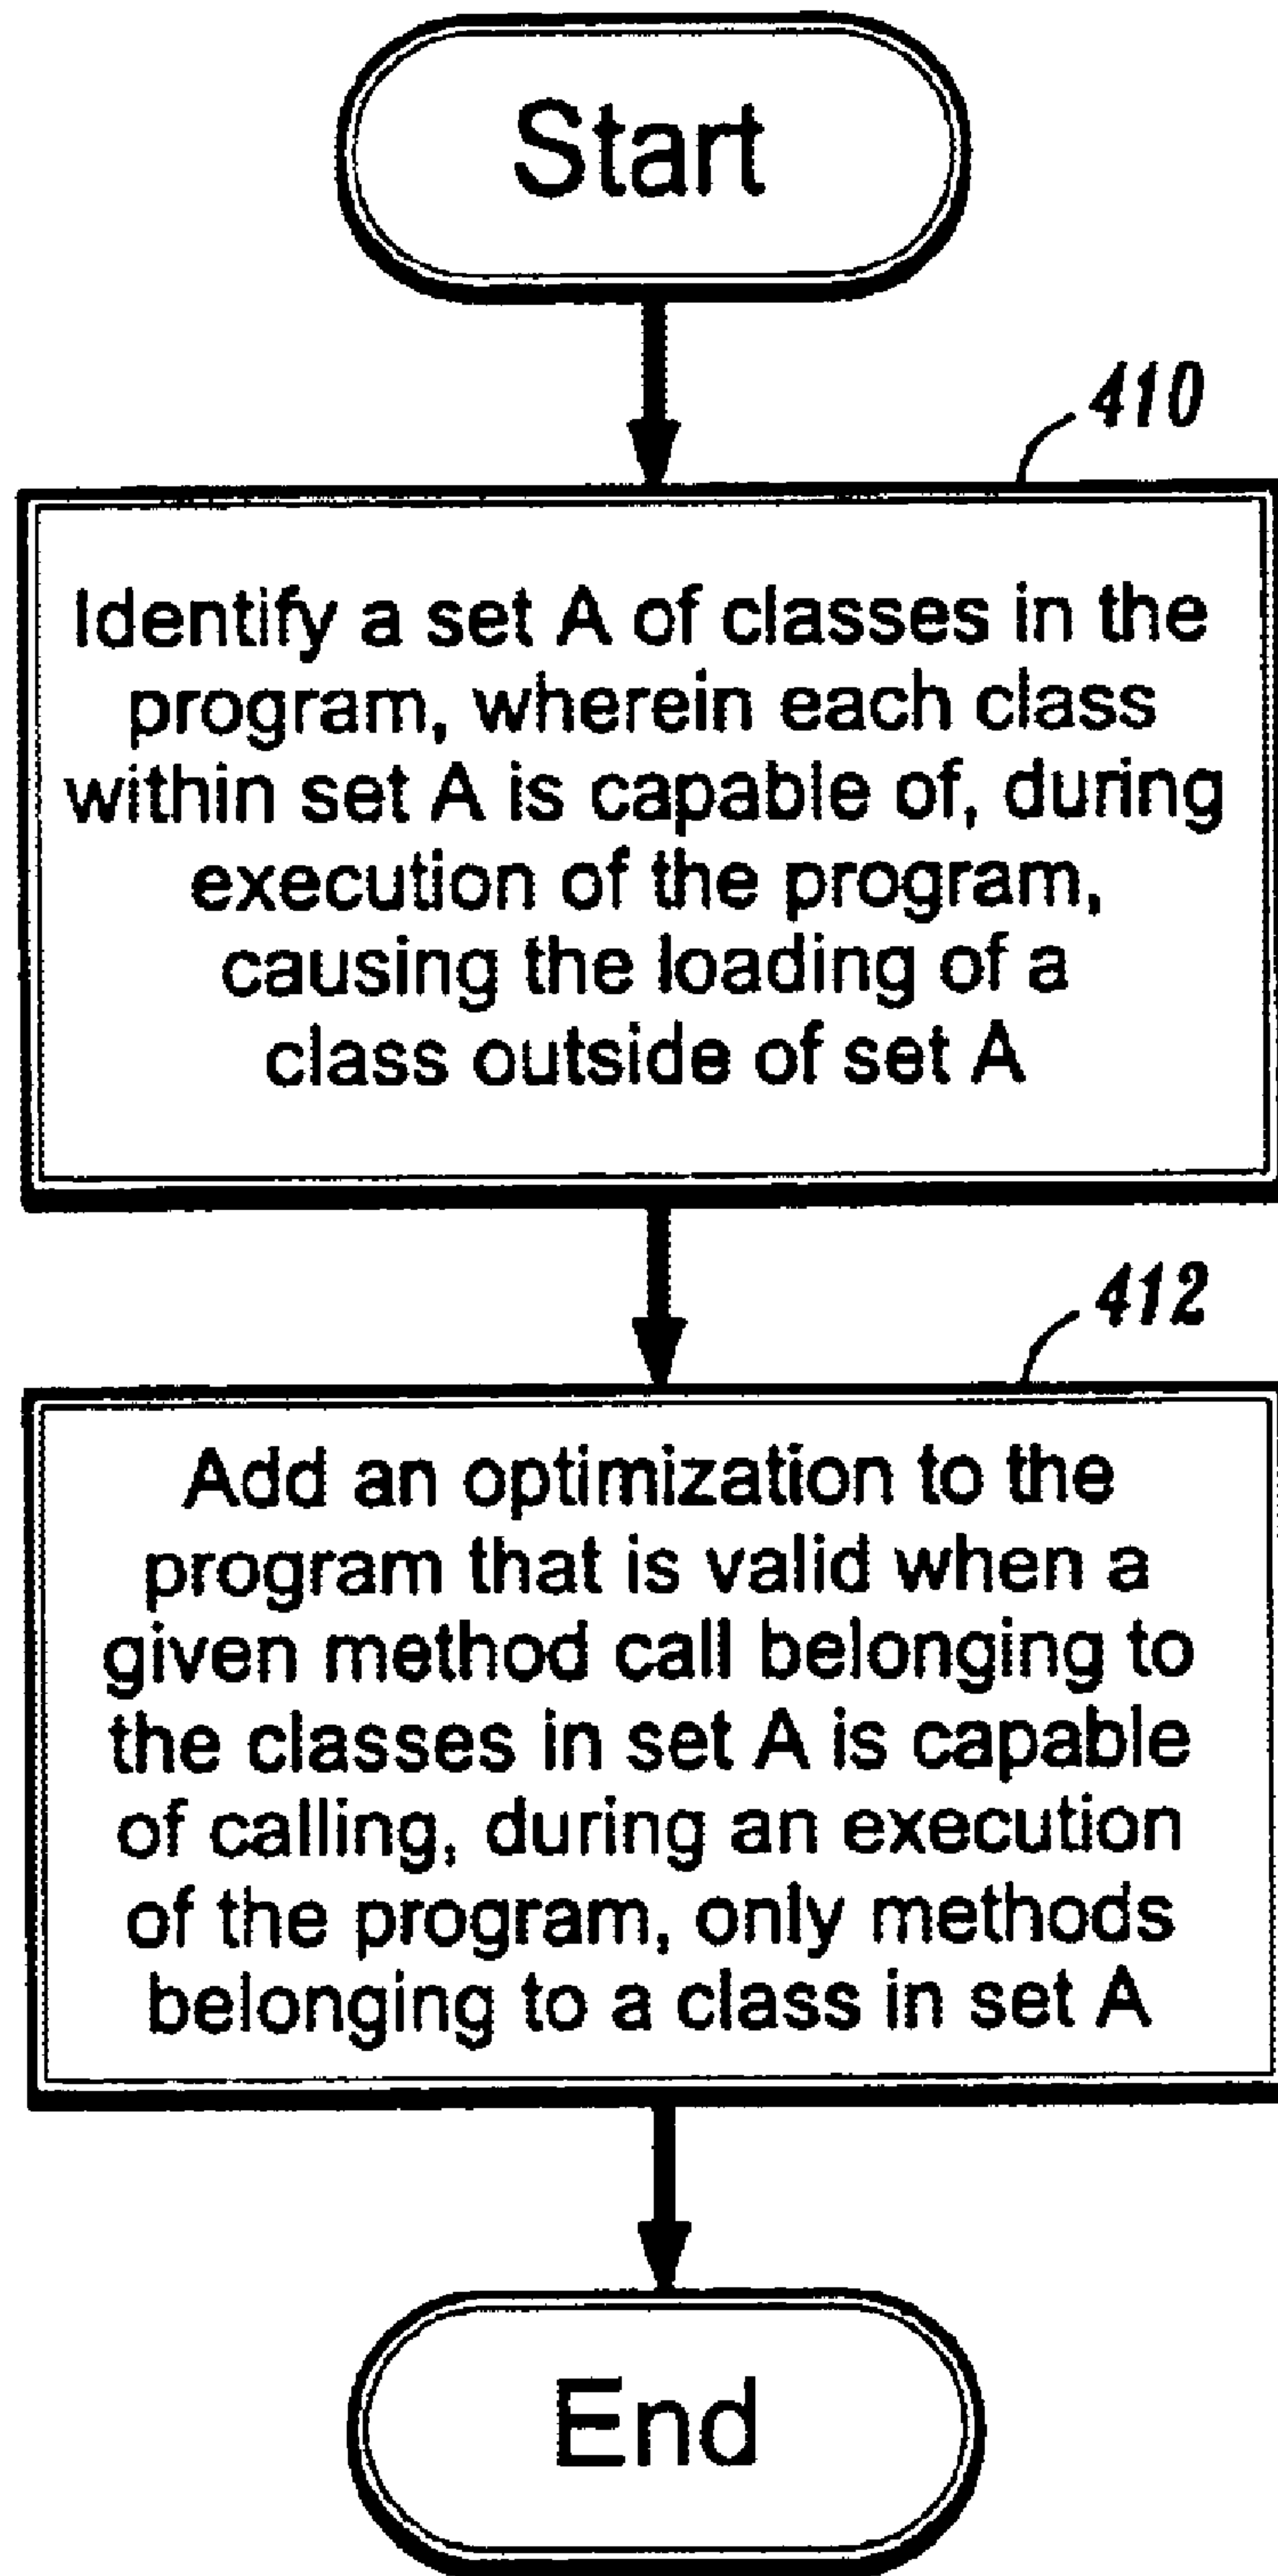 Start
410
Identify a set A of classes in the
program, wherein each class
within set A is capable of, during
execution of the program,
causing the loading of a
class outside of set A
412
Add an optimization to the
program that is valid when a
given method call belonging to
the classes in set A is capable
of calling, during an execution
of the program, only methods
belonging to a class in set A
End